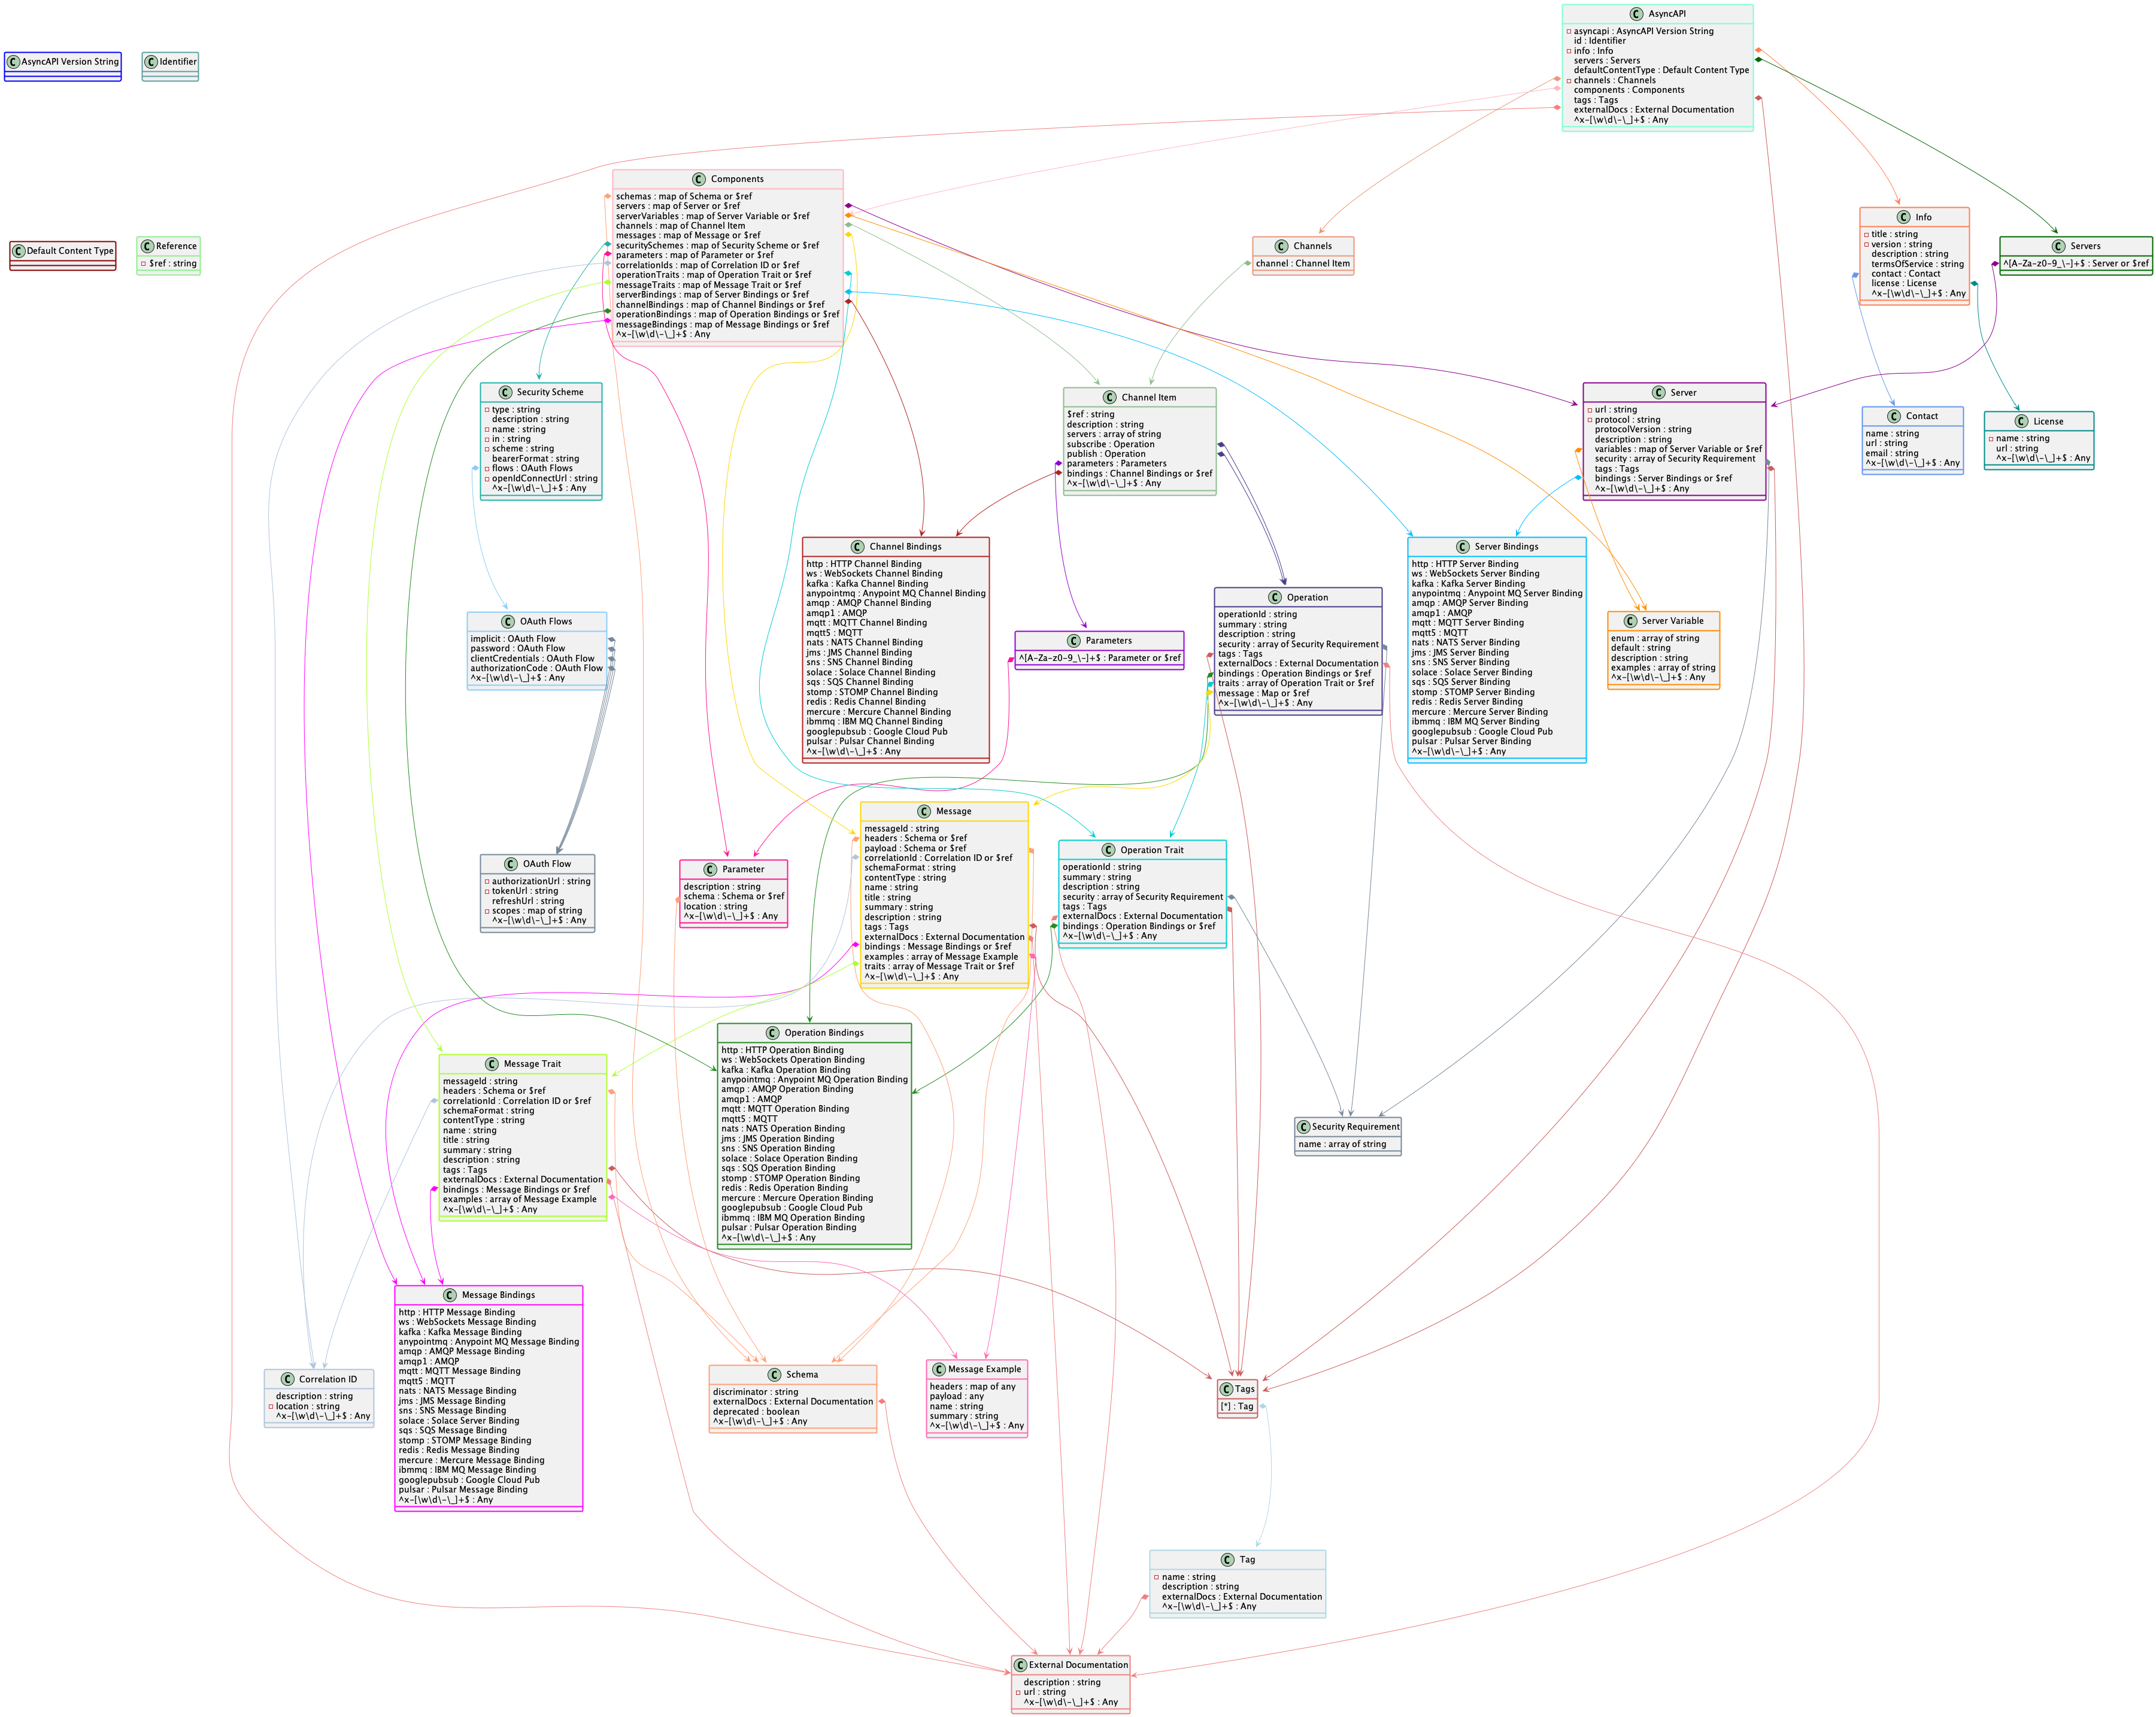 C AsyncAPI
asyncapi : AsyncAPI Version String
id : Identifier
info : Info
servers : Servers
defaultContentType : Default Content Type
channels : Channels
components : Components
tags : Tags
externalDocs : External Documentation
^x-[\w\d\-\_]+$ : Any
C AsyncAPI Version String
C Identifier
C Components
schemas : map of Schema or $ref
servers : map of Server or $ref
serverVariables : map of Server Variable or $ref
channels : map of Channel Item
messages : map of Message or $ref
securitySchemes : map of Security Scheme or $ref
parameters : map of Parameter or $ref
correlationIds : map of Correlation ID or $ref
operationTraits : map of Operation Trait or $ref
messageTraits : map of Message Trait or $ref
serverBindings : map of Server Bindings or $ref
channelBindings : map of Channel Bindings or $ref
operationBindings : map of Operation Bindings or $ref
messageBindings : map of Message Bindings or $ref
^x-[\w\d\-\_]+$ : Any
C Default Content Type
C Reference
$ref : string
C Channels
channel : Channel Item
C Info
title : string
version : string
description : string
termsOfService : string
contact : Contact
license : License
^x-[\w\d\-\_]+$ : Any
C Servers
^[A-Za-z0-9_\-]+$ : Server or $ref
C Security Scheme
type : string
description : string
name : string
in : string
scheme : string
bearerFormat : string
flows : OAuth Flows
openIdConnectUrl : string
^x-[\w\d\-\_]+$ : Any
C Channel Item
$ref : string
description : string
servers : array of string
subscribe : Operation
publish : Operation
parameters : Parameters
bindings : Channel Bindings or $ref
^x-[\w\d\-\_]+$ : Any
C Server
url : string
protocol : string
protocolVersion : string
description : string
variables : map of Server Variable or $ref
security : array of Security Requirement
tags : Tags
bindings : Server Bindings or $ref
^x-[\w\d\-\_]+$ : Any
C Contact
name : string
url : string
email : string
^x-[\w\d\-\_]+$ : Any
C License
name : string
url : string
^x-[\w\d\-\_]+$ : Any
C OAuth Flows
implicit : OAuth Flow
password : OAuth Flow
clientCredentials : OAuth Flow
authorizationCode : OAuth Flow
^x-[\w\d\-\_]+$ : Any
C Channel Bindings
http : HTTP Channel Binding
ws : WebSockets Channel Binding
kafka : Kafka Channel Binding
anypointmq : Anypoint MQ Channel Binding
amqp : AMQP Channel Binding
amqp1 : AMQP
mqtt : MQTT Channel Binding
mqtt5 : MQTT
nats : NATS Channel Binding
jms : JMS Channel Binding
sns : SNS Channel Binding
solace : Solace Channel Binding
sqs : SQS Channel Binding
stomp : STOMP Channel Binding
redis : Redis Channel Binding
mercure : Mercure Channel Binding
ibmmq : IBM MQ Channel Binding
googlepubsub : Google Cloud Pub
pulsar : Pulsar Channel Binding
^x-[\w\d\-\_]+$ : Any
C Parameters
^[A-Za-z0-9_\-]+$ : Parameter or $ref
C Operation
operationId : string
summary : string
description : string
security : array of Security Requirement
tags : Tags
externalDocs : External Documentation
bindings : Operation Bindings or $ref
traits : array of Operation Trait or $ref
message : Map or $ref
^x-[\w\d\-\_]+$ : Any
C Server Bindings
http : HTTP Server Binding
ws : WebSockets Server Binding
kafka : Kafka Server Binding
anypointmq : Anypoint MQ Server Binding
amqp : AMQP Server Binding
amqp1 : AMQP
mqtt : MQTT Server Binding
mqtt5 : MQTT
nats : NATS Server Binding
jms : JMS Server Binding
sns : SNS Server Binding
solace : Solace Server Binding
sqs : SQS Server Binding
stomp : STOMP Server Binding
redis : Redis Server Binding
mercure : Mercure Server Binding
ibmmq : IBM MQ Server Binding
googlepubsub : Google Cloud Pub
pulsar : Pulsar Server Binding
^x-[\w\d\-\_]+$ : Any
C Server Variable
enum : array of string
default : string
description : string
examples : array of string
^x-[\w\d\-\_]+$ : Any
C OAuth Flow
authorizationUrl : string
tokenUrl : string
refreshUrl : string
scopes : map of string
^x-[\w\d\-\_]+$ : Any
C Parameter
description : string
schema : Schema or $ref
location : string
^x-[\w\d\-\_]+$ : Any
C Message
messageId : string
headers : Schema or $ref
payload : Schema or $ref
correlationId : Correlation ID or $ref
schemaFormat : string
contentType : string
name : string
title : string
summary : string
description : string
tags : Tags
externalDocs : External Documentation
bindings : Message Bindings or $ref
examples : array of Message Example
traits : array of Message Trait or $ref
^x-[\w\d\-\_]+$ : Any
C Operation Trait
operationId : string
summary : string
description : string
security : array of Security Requirement
tags : Tags
externalDocs : External Documentation
bindings : Operation Bindings or $ref
^x-[\w\d\-\_]+$ : Any
C Message Trait
messageId : string
headers : Schema or $ref
correlationId : Correlation ID or $ref
schemaFormat : string
contentType : string
name : string
title : string
summary : string
description : string
tags : Tags
externalDocs : External Documentation
bindings : Message Bindings or $ref
examples : array of Message Example
^x-[\w\d\-\_]+$ : Any
C Operation Bindings
http : HTTP Operation Binding
ws : WebSockets Operation Binding
kafka : Kafka Operation Binding
anypointmq : Anypoint MQ Operation Binding
amqp : AMQP Operation Binding
amqp1 : AMQP
mqtt : MQTT Operation Binding
mqtt5 : MQTT
nats : NATS Operation Binding
jms : JMS Operation Binding
sns : SNS Operation Binding
solace : Solace Operation Binding
sqs : SQS Operation Binding
stomp : STOMP Operation Binding
redis : Redis Operation Binding
mercure : Mercure Operation Binding
googlepubsub : Google Cloud Pub
ibmmq : IBM MQ Operation Binding
pulsar : Pulsar Operation Binding
^x-[\w\d\-\_]+$ : Any
C Security Requirement
name : array of string
C Correlation ID
description : string
location : string
^x-[\w\d\-\_]+$ : Any
C Message Bindings
http : HTTP Message Binding
ws : WebSockets Message Binding
kafka : Kafka Message Binding
anypointmq : Anypoint MQ Message Binding
amqp : AMQP Message Binding
amqp1 : AMQP
mqtt : MQTT Message Binding
mqtt5 : MQTT
nats : NATS Message Binding
jms : JMS Message Binding
sns : SNS Message Binding
solace : Solace Server Binding
sqs : SQS Message Binding
stomp : STOMP Message Binding
redis : Redis Message Binding
mercure : Mercure Message Binding
ibmmq : IBM MQ Message Binding
googlepubsub : Google Cloud Pub
pulsar : Pulsar Message Binding
^x-[\w\d\-\_]+$ : Any
C Schema
discriminator : string
externalDocs : External Documentation
deprecated : boolean
^x-[\w\d\-\_]+$ : Any
C Message Example
headers : map of any
payload : any
name : string
summary : string
^x-[\w\d\-\_]+$ : Any
C Tags
[*] : Tag
C Tag
name : string
description : string
externalDocs : External Documentation
^x-[\w\d\-\_]+$ : Any
C External Documentation
description : string
url : string
^x-[\w\d\-\_]+$ : Any